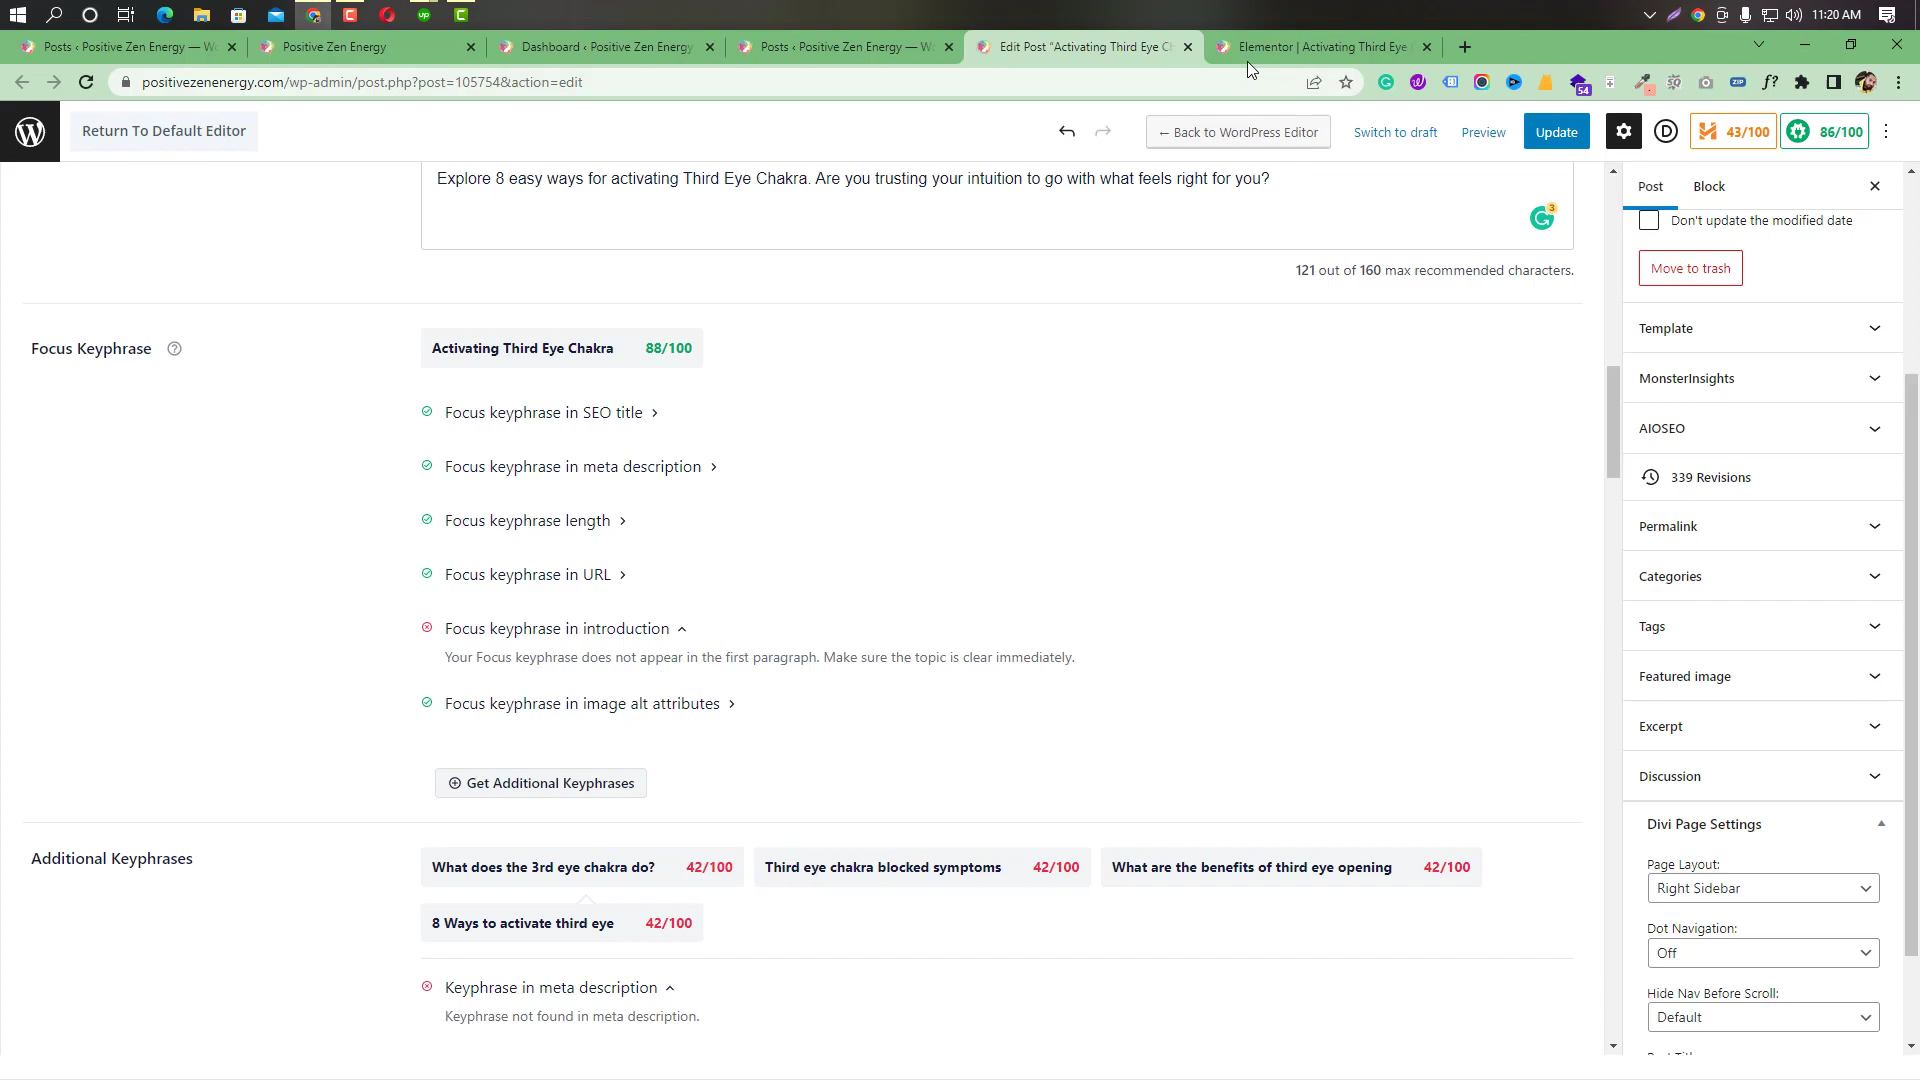 11:20 AM
Posts ‹ Positive Zen Energy — W
Positive Zen Energy
Dashboard ‹ Positive Zen Energy
Posts ‹ Positive Zen Energy — W
Edit Post "Activating Third Eye C
Elementor | Activating Third Eye
positivezenenergy.com/wp-admin/post.php?post=105754&action=edit
54
ZIP
f?
Return To Default Editor
← Back to WordPress Editor
Switch to draft
Preview
Update
D
43/100
86/100
Explore 8 easy ways for activating Third Eye Chakra. Are you trusting your intuition to go with what feels right for you?
3
121 out of 160 max recommended characters.
Focus Keyphrase
Activating Third Eye Chakra 88/100
Focus keyphrase in SEO title
Focus keyphrase in meta description
Focus keyphrase length
Focus keyphrase in URL
Focus keyphrase in introduction
Your Focus keyphrase does not appear in the first paragraph. Make sure the topic is clear immediately.
Focus keyphrase in image alt attributes
Get Additional Keyphrases
Additional Keyphrases
What does the 3rd eye chakra do? 42/100
Third eye chakra blocked symptoms 42/100
What are the benefits of third eye opening 42/100
8 Ways to activate third eye 42/100
Keyphrase in meta description
Keyphrase not found in meta description.
Post
Block
Don't update the modified date
Move to trash
Template
MonsterInsights
AIOSEO
339 Revisions
Permalink
Categories
Tags
Featured image
Excerpt
Discussion
Divi Page Settings
Page Layout:
Right Sidebar
Dot Navigation:
Off
Hide Nav Before Scroll:
Default